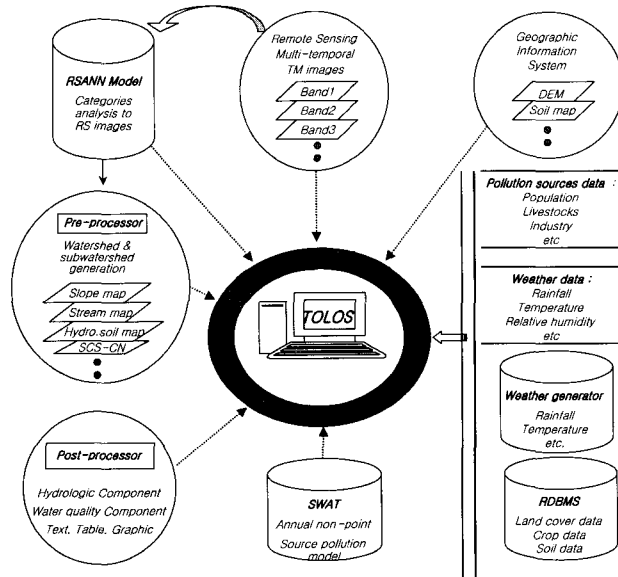 RSANN Model
Categories
analysis to
RS images
Remote Sensing
Multi-temporal
TM images
Band1
Band2
Band3
Geographic
Information
System
DEM
Soil map
Pre-processor
Watershed &
subwatershed
generation
Slope map
Stream map
Hydro.soil map
SCS-CN
TOLOS
Pollution sources data :
Population
Livestocks
Industry
etc
Weather data :
Rainfall
Temperature
Relative humidity
etc
Weather generator
Rainfall
Temperature
etc.
Post-processor
Hydrologic Component
Water quality Component
Text, Table, Graphic
SWAT
Annual non-point
Source pollution
model
RDBMS
Land cover data
Crop data
Soil data